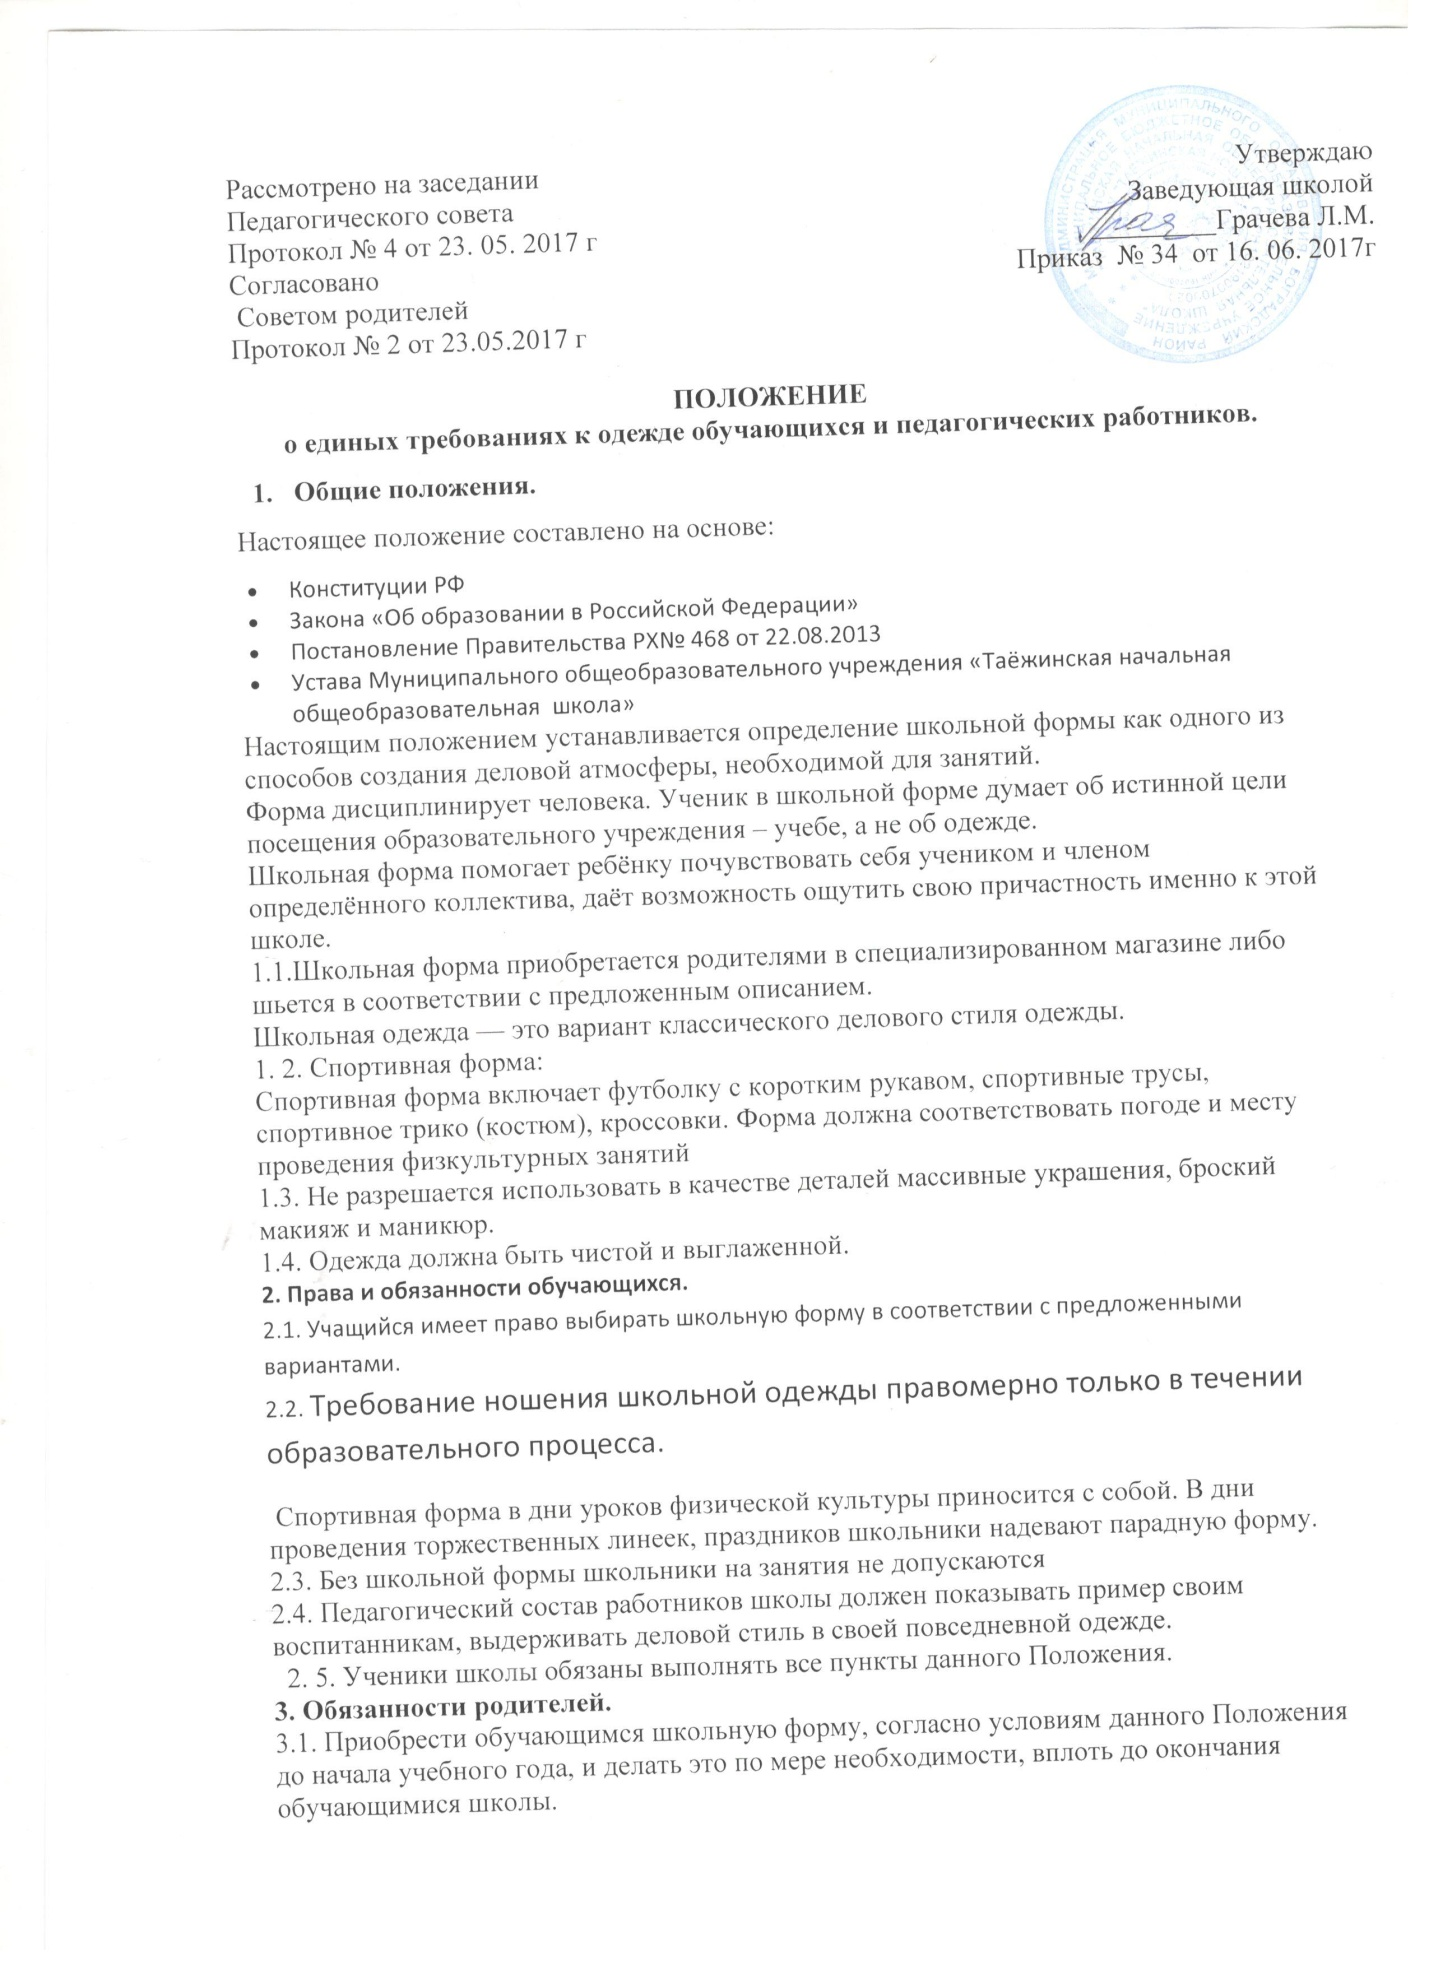 Рассмотрено на заседании
Педагогического совета
Протокол № 4 от 23. 05. 2017 г
Согласовано
Советом родителей
Протокол № 2 от 23.05.2017 г
Утверждаю
Заведующая школой
_________Грачева Л.М.
Приказ № 34 от 16. 06. 2017г
ПОЛОЖЕНИЕ
о единых требованиях к одежде обучающихся и педагогических работников.
1. Общие положения.
Настоящее положение составлено на основе:
• Конституции РФ
• Закона «Об образовании в Российской Федерации»
• Постановление Правительства РХ№ 468 от 22.08.2013
• Устава Муниципального общеобразовательного учреждения «Таёжинская начальная
общеобразовательная школа»
Настоящим положением устанавливается определение школьной формы как одного из
способов создания деловой атмосферы, необходимой для занятий.
Форма дисциплинирует человека. Ученик в школьной форме думает об истинной цели
посещения образовательного учреждения – учебе, а не об одежде.
Школьная форма помогает ребёнку почувствовать себя учеником и членом
определённого коллектива, даёт возможность ощутить свою причастность именно к этой
школе.
1.1.Школьная форма приобретается родителями в специализированном магазине либо
шьется в соответствии с предложенным описанием.
Школьная одежда — это вариант классического делового стиля одежды.
1. 2. Спортивная форма:
Спортивная форма включает футболку с коротким рукавом, спортивные трусы,
спортивное трико (костюм), кроссовки. Форма должна соответствовать погоде и месту
проведения физкультурных занятий
1.3. Не разрешается использовать в качестве деталей массивные украшения, броский
макияж и маникюр.
1.4. Одежда должна быть чистой и выглаженной.
2. Права и обязанности обучающихся.
2.1. Учащийся имеет право выбирать школьную форму в соответствии с предложенными
вариантами.
2.2. Требование ношения школьной одежды правомерно только в течении
образовательного процесса.
Спортивная форма в дни уроков физической культуры приносится с собой. В дни
проведения торжественных линеек, праздников школьники надевают парадную форму.
2.3. Без школьной формы школьники на занятия не допускаются
2.4. Педагогический состав работников школы должен показывать пример своим
воспитанникам, выдерживать деловой стиль в своей повседневной одежде.
2. 5. Ученики школы обязаны выполнять все пункты данного Положения.
3. Обязанности родителей.
3.1. Приобрести обучающимся школьную форму, согласно условиям данного Положения
до начала учебного года, и делать это по мере необходимости, вплоть до окончания
обучающимися школы.